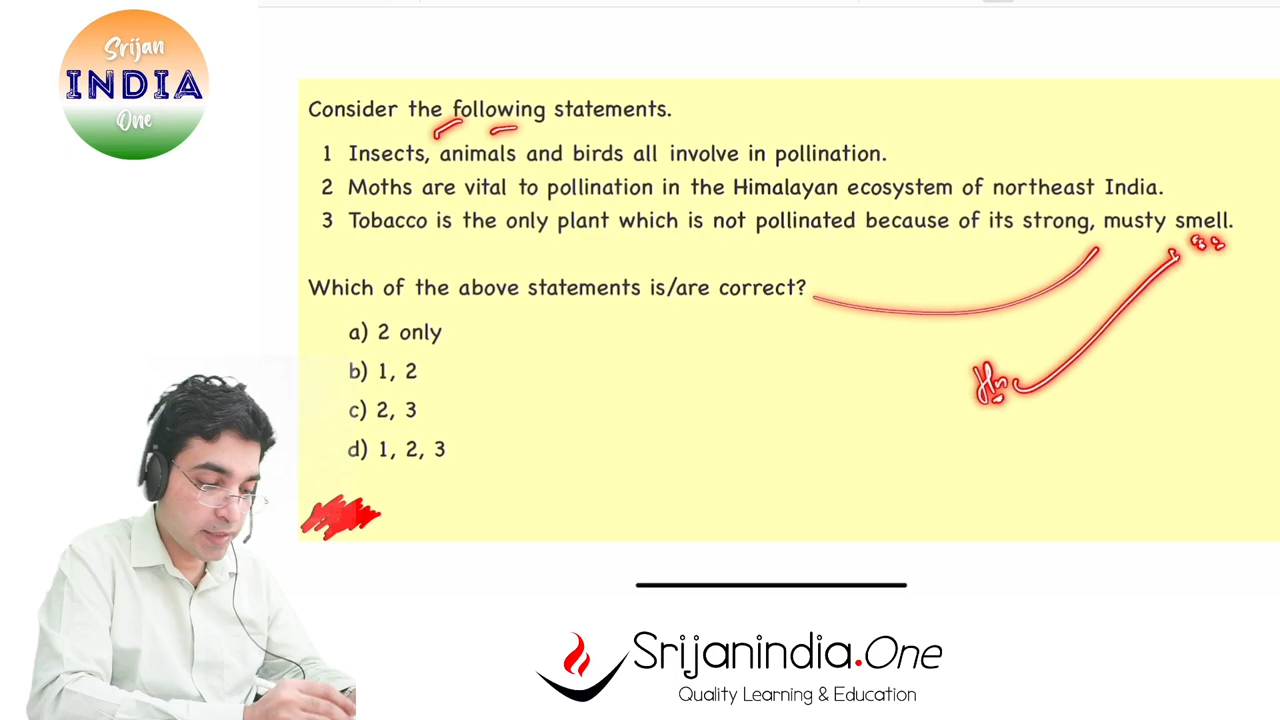 Srijan
INDIA
One
Consider the following statements.
1 Insects, animals and birds all involve in pollination.
2 Moths are vital to pollination in the Himalayan ecosystem of northeast India.
3 Tobacco is the only plant which is not pollinated because of its strong, musty smell.
Which of the above statements is/are correct?
a) 2 only
b) 1, 2
c) 2, 3
d) 1, 2, 3
Srijanindia.One
Quality Learning & Education